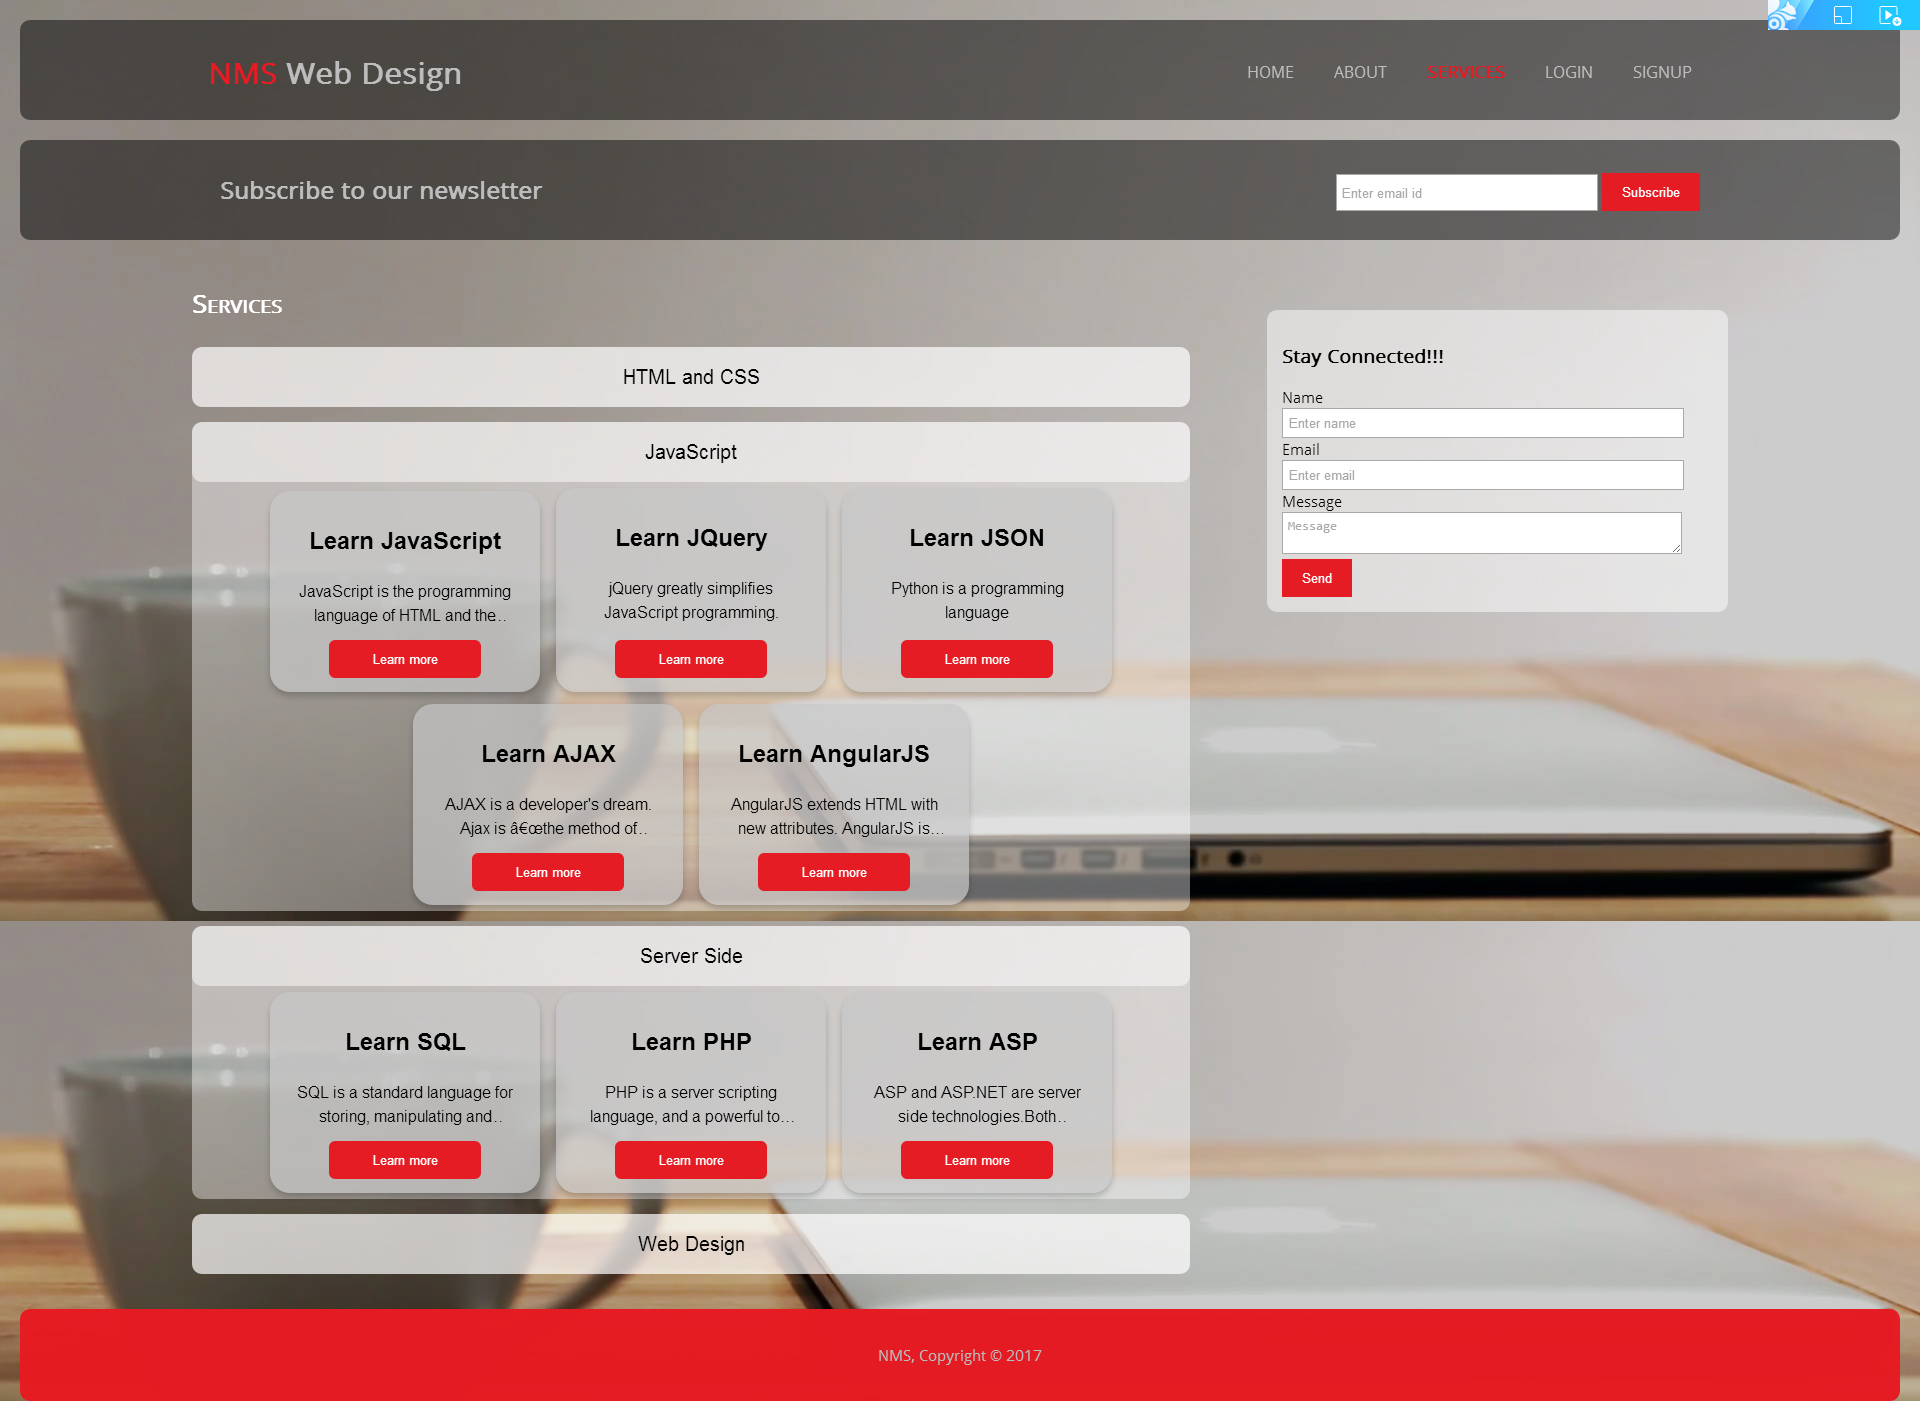 NMS Web Design
HOME ABOUT SERVICES LOGIN SIGNUP
Subscribe to our newsletter
Enter email id Subscribe
Services
HTML and CSS
JavaScript
Learn JavaScript
JavaScript is the programming
language of HTML and the..
Learn more
Learn JQuery
jQuery greatly simplifies
JavaScript programming.
Learn more
Learn JSON
Python is a programming
language
Learn more
Learn AJAX
AJAX is a developer's dream.
Ajax is â€œthe method of..
Learn more
Learn AngularJS
AngularJS extends HTML with
new attributes. AngularJS is...
Learn more
Server Side
Learn SQL
SQL is a standard language for
storing, manipulating and..
Learn more
Learn PHP
PHP is a server scripting
language, and a powerful to...
Learn more
Learn ASP
ASP and ASP.NET are server
side technologies.Both..
Learn more
Web Design
Stay Connected!!!
Name
Enter name
Email
Enter email
Message
Message
Send
NMS, Copyright © 2017